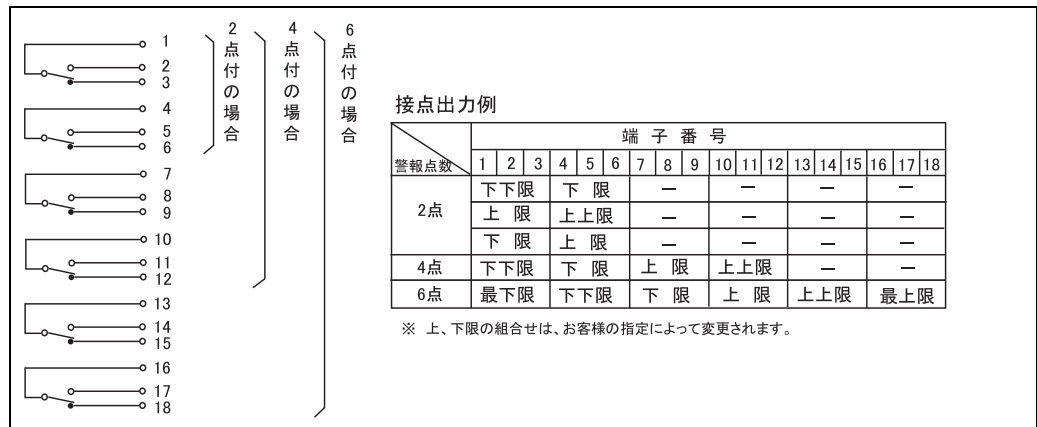 1
2
3
4
5
6
7
8
9
10
11
12
13
14
15
16
17
18
2点付の場合
4点付の場合
6点付の場合
接点出力例
警報点数 端子番号
1 2 3 4 5 6 7 8 9 10 11 12 13 14 15 16 17 18
2点 下下限 下 限 — — — —
上 限 上上限 — — — —
下 限 上 限 — — — —
4点 下下限 下 限 上 限 上上限 — —
6点 最下限 下下限 下 限 上 限 上上限 最上限
※ 上、下限の組合せは、お客様の指定によって変更されます。